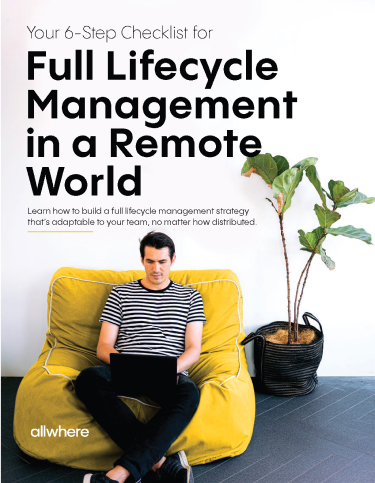 Your 6-Step Checklist for
Full Lifecycle
Management
in a Remote
World
Learn how to build a full lifecycle management strategy
that's adaptable to your team, no matter how distributed.
allwhere